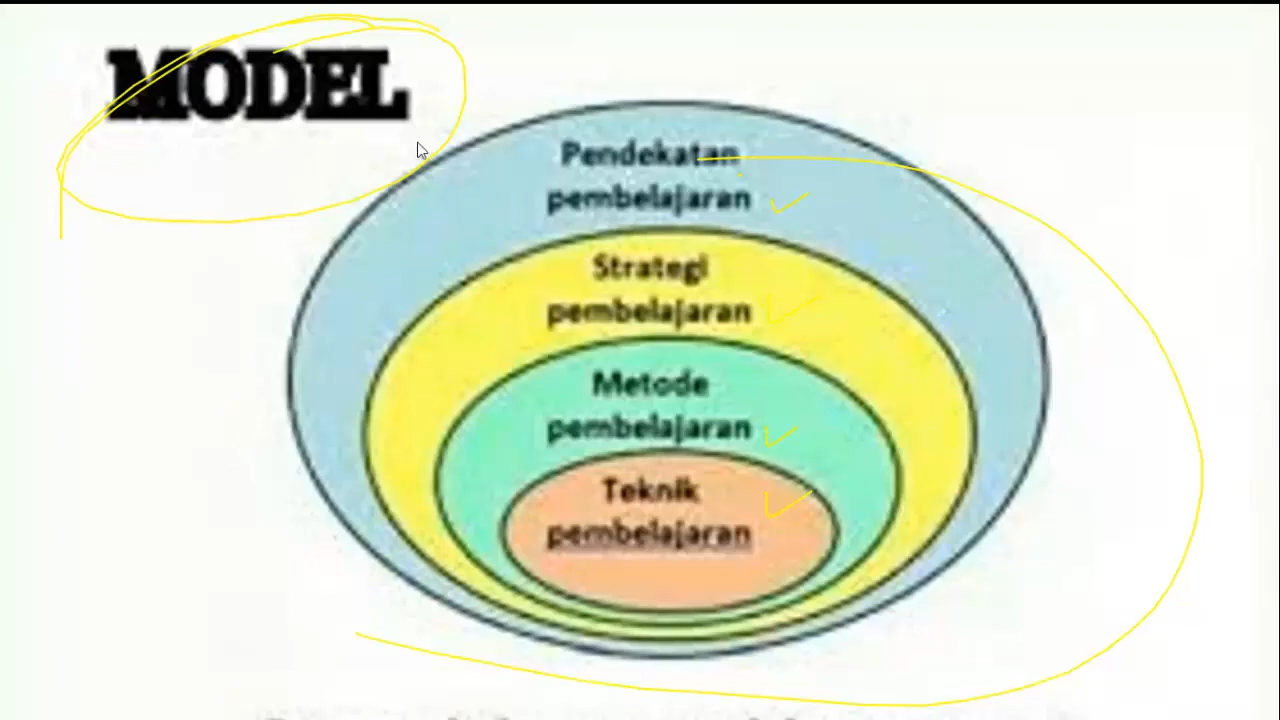 MODEL
Pendekatan
pembelajaran
Strategi
pembelajaran
Metode
pembelajaran
Teknik
pembelajaran